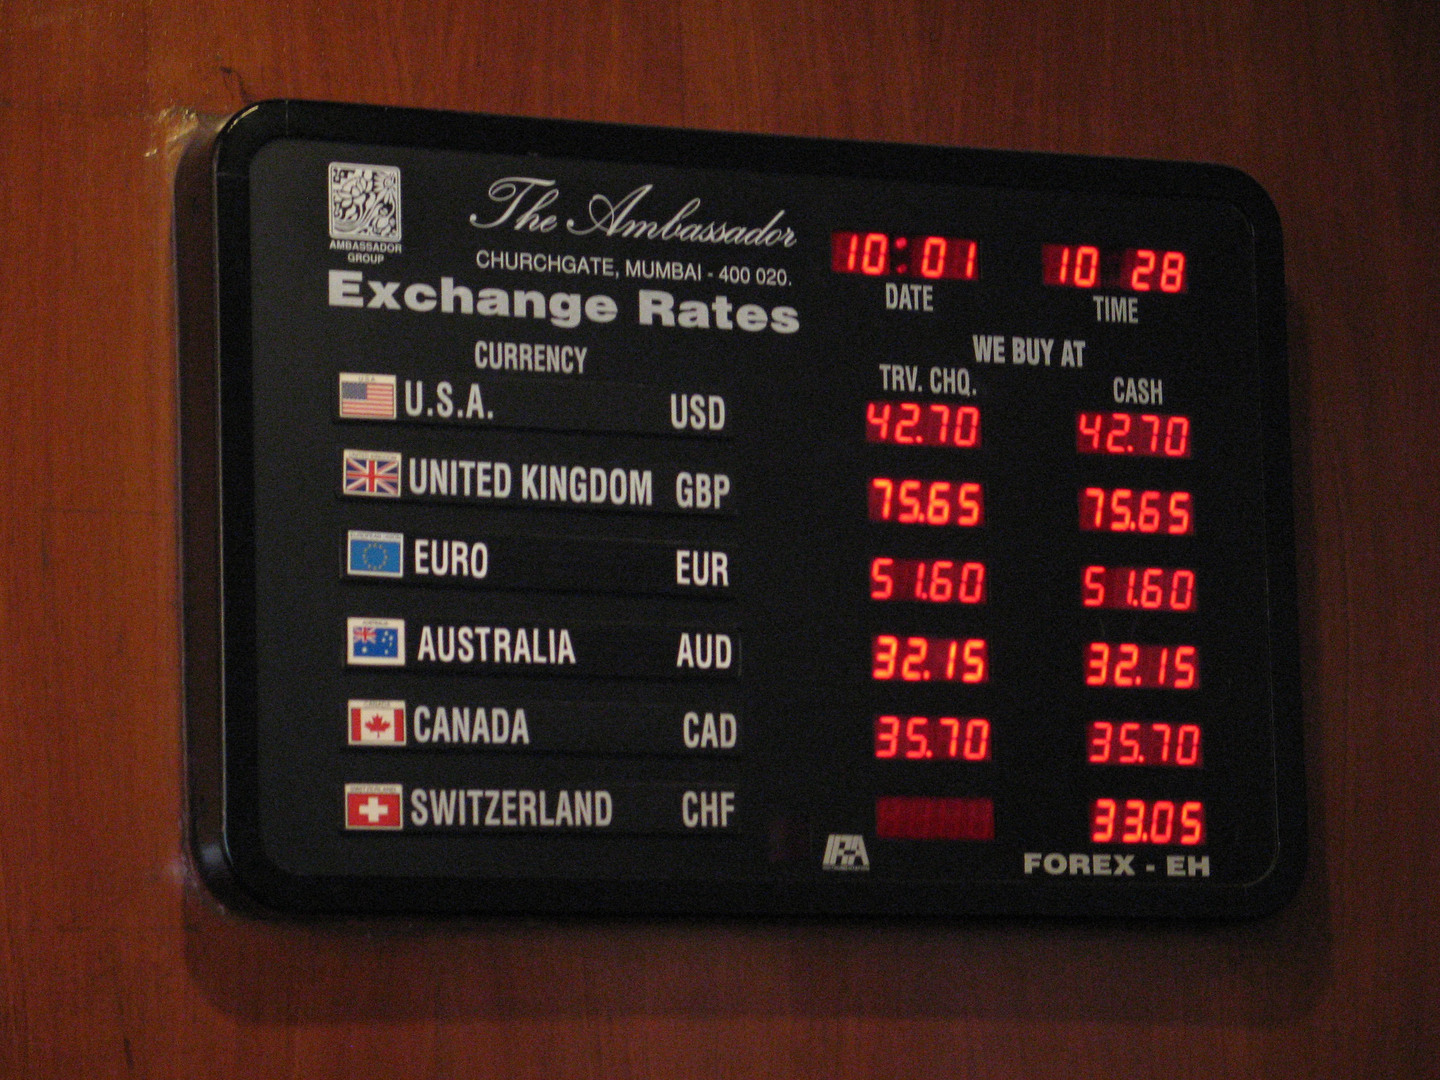 The Ambassador
AMBASSADOR
GROUP
CHURCHGATE, MUMBAI - 400 020.
10:01 10 28
DATE TIME
Exchange Rates
WE BUY AT
CURRENCY TRV. CHQ. CASH
U.S.A. USD 42.70 42.70
UNITED KINGDOM GBP 75.65 75.65
EURO EUR 51.60 51.60
AUSTRALIA AUD 32.15 32.15
CANADA CAD 35.70 35.70
SWITZERLAND CHF 33.05
IRA
FOREX - EH